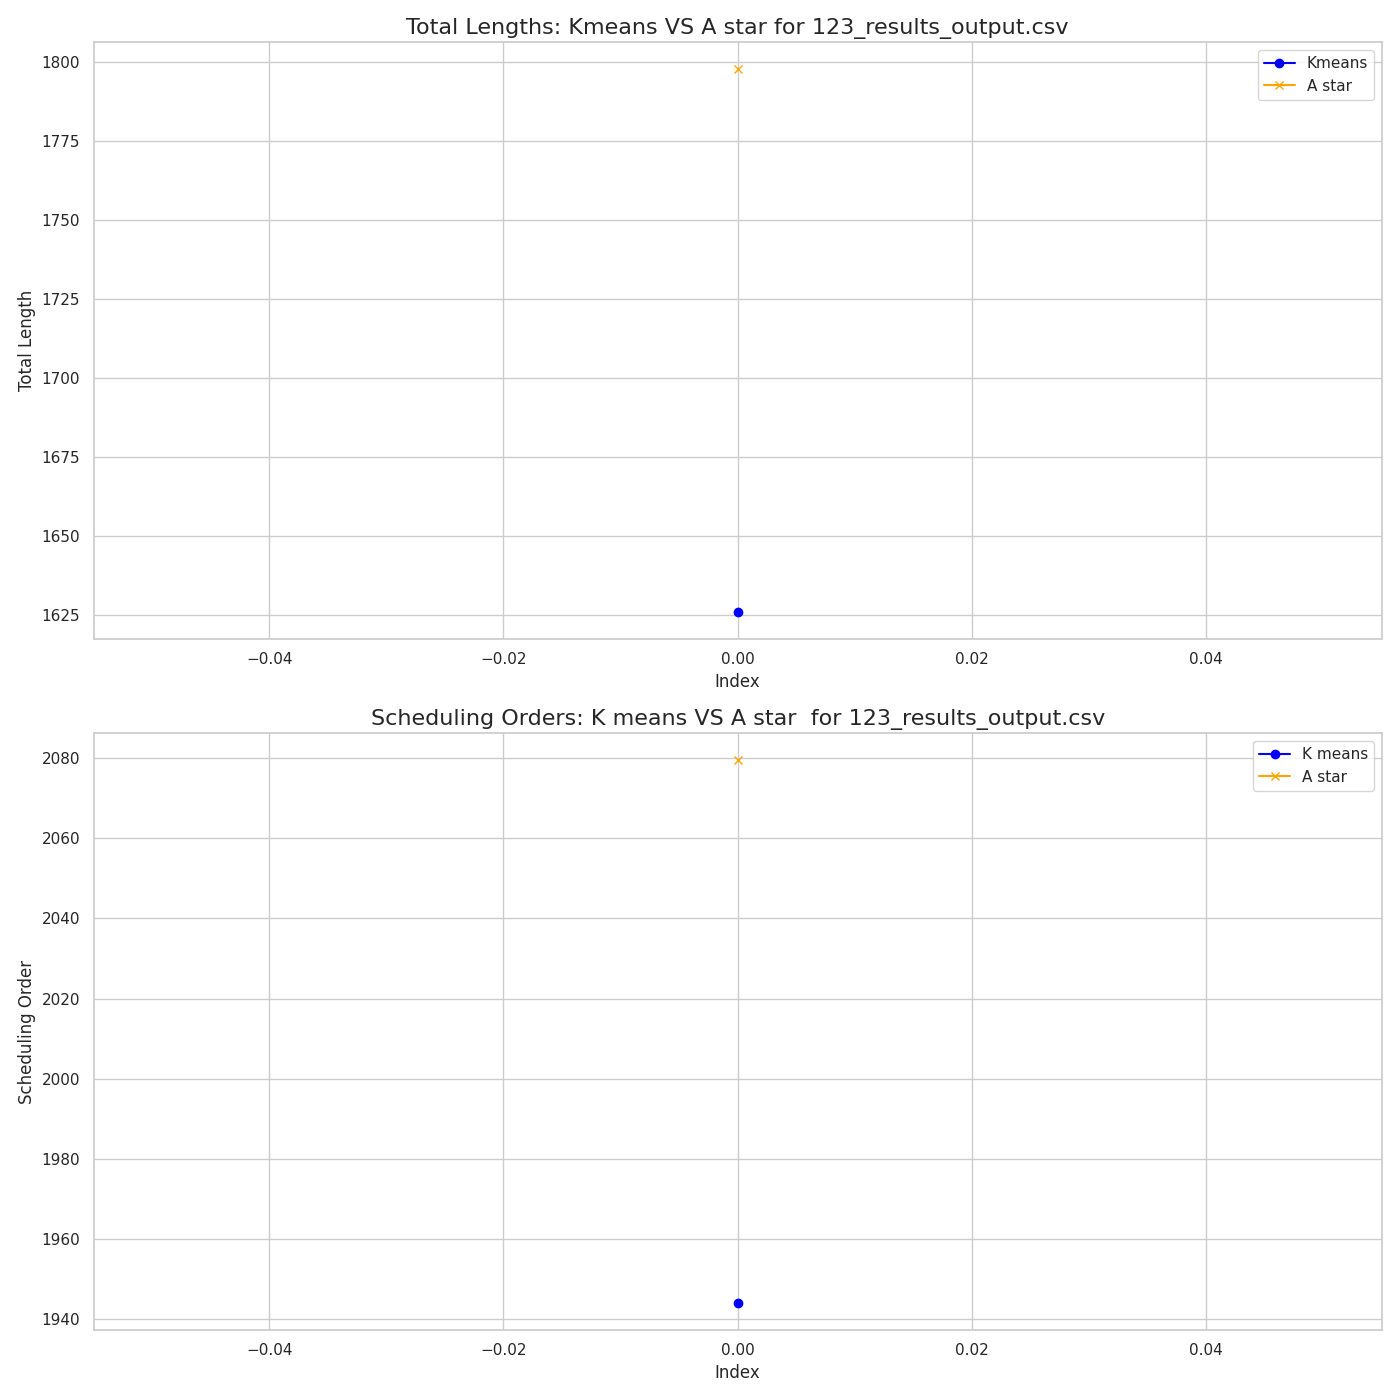 Total Lengths: Kmeans VS A star for 123_results_output.csv
Kmeans
A star
1800
1775
1750
1725
1700
1675
1650
1625
Total Length
−0.04
−0.02
0.00
0.02
0.04
Index
Scheduling Orders: K means VS A star  for 123_results_output.csv
K means
A star
2080
2060
2040
2020
2000
1980
1960
1940
Scheduling Order
−0.04
−0.02
0.00
0.02
0.04
Index